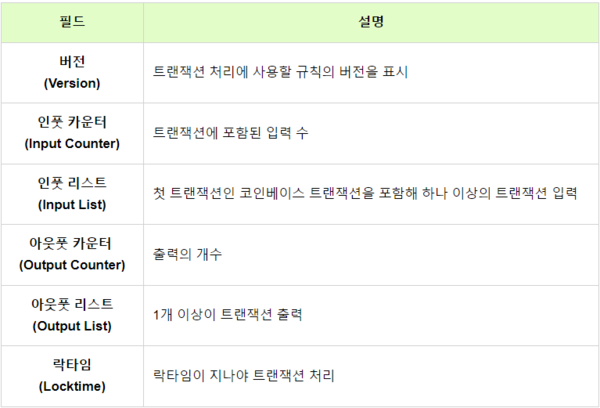 필드
설명
버전
(Version)
트랜잭션 처리에 사용할 규칙의 버전을 표시
인풋 카운터
(Input Counter)
트랜잭션에 포함된 입력 수
인풋 리스트
(Input List)
첫 트랜잭션인 코인베이스 트랜잭션을 포함해 하나 이상의 트랜잭션 입력
아웃풋 카운터
(Output Counter)
출력의 개수
아웃풋 리스트
(Output List)
1개 이상이 트랜잭션 출력
락타임
(Locktime)
락타임이 지나야 트랜잭션 처리